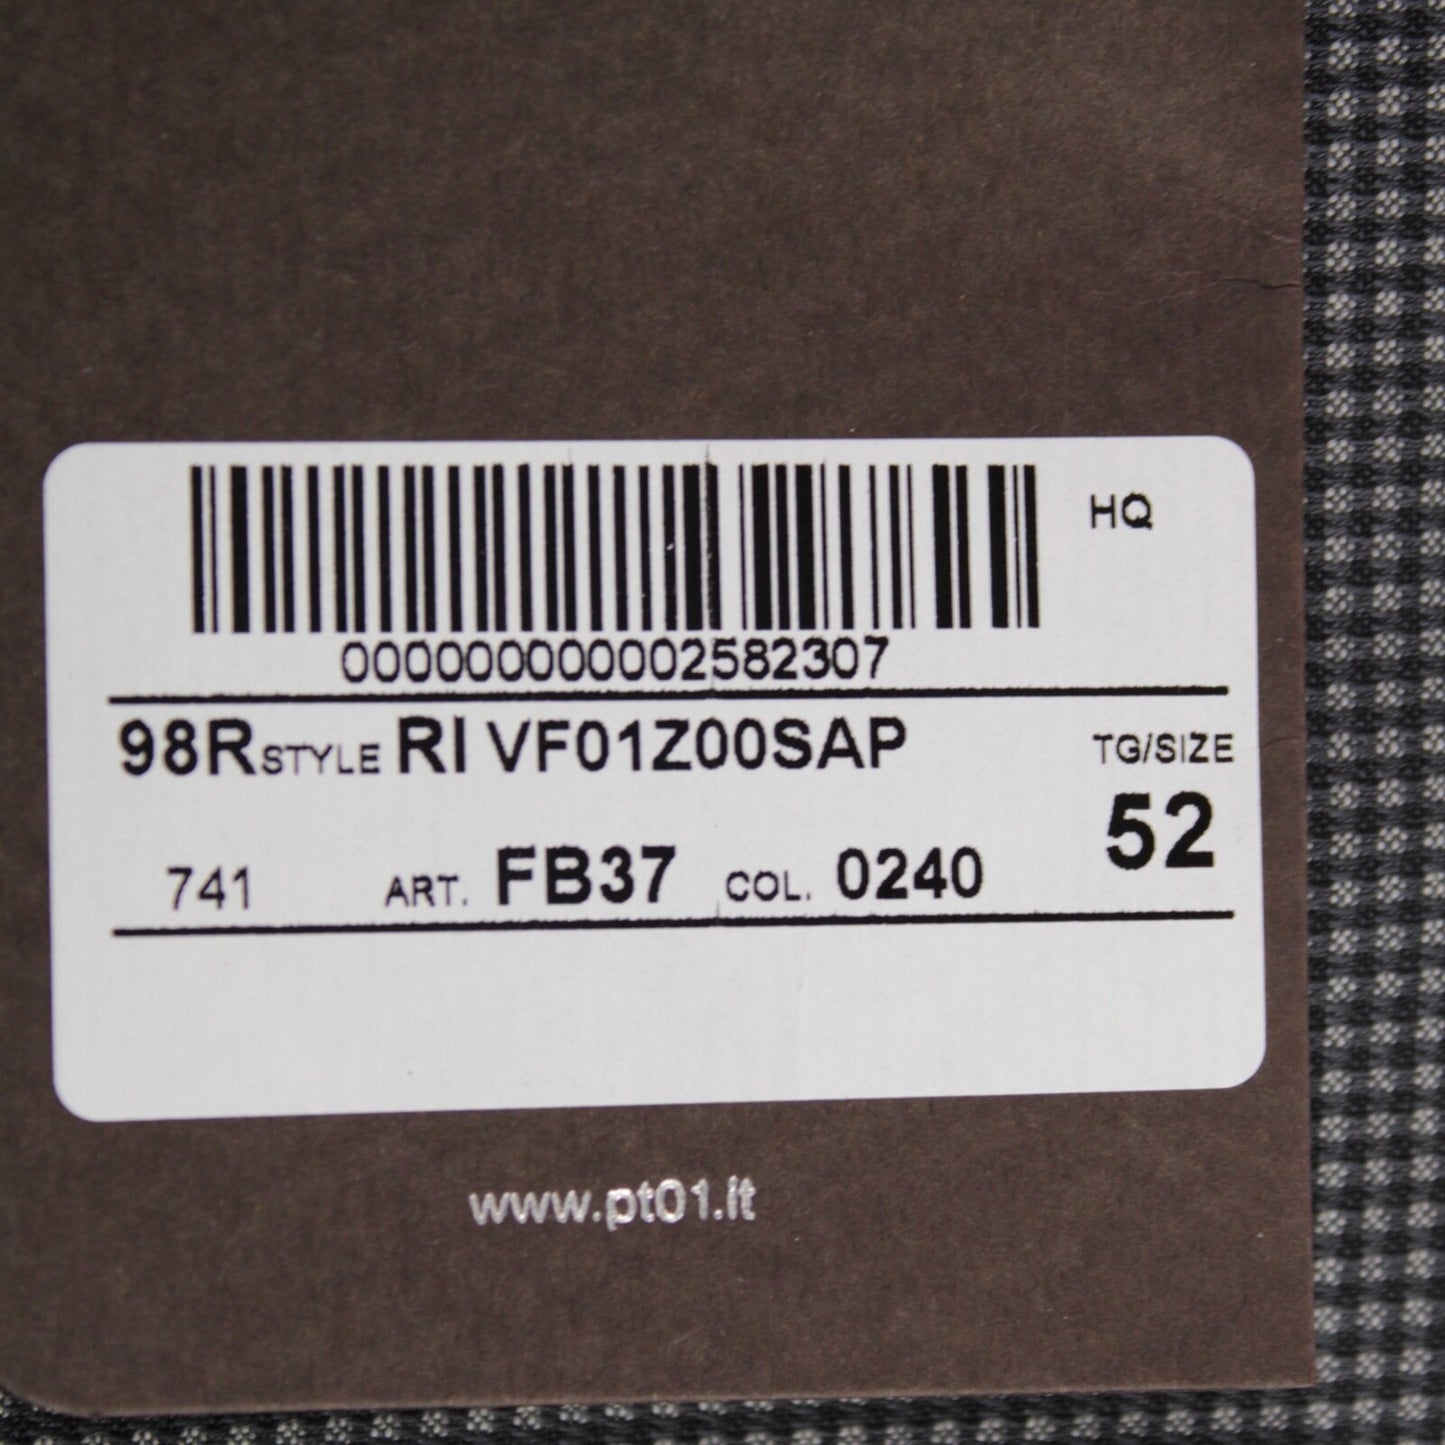 HQ
000000000002582307
98R STYLE RI VF01Z00SAP
TG/SIZE
52
741 ART. FB37 COL. 0240
www.pt01.it